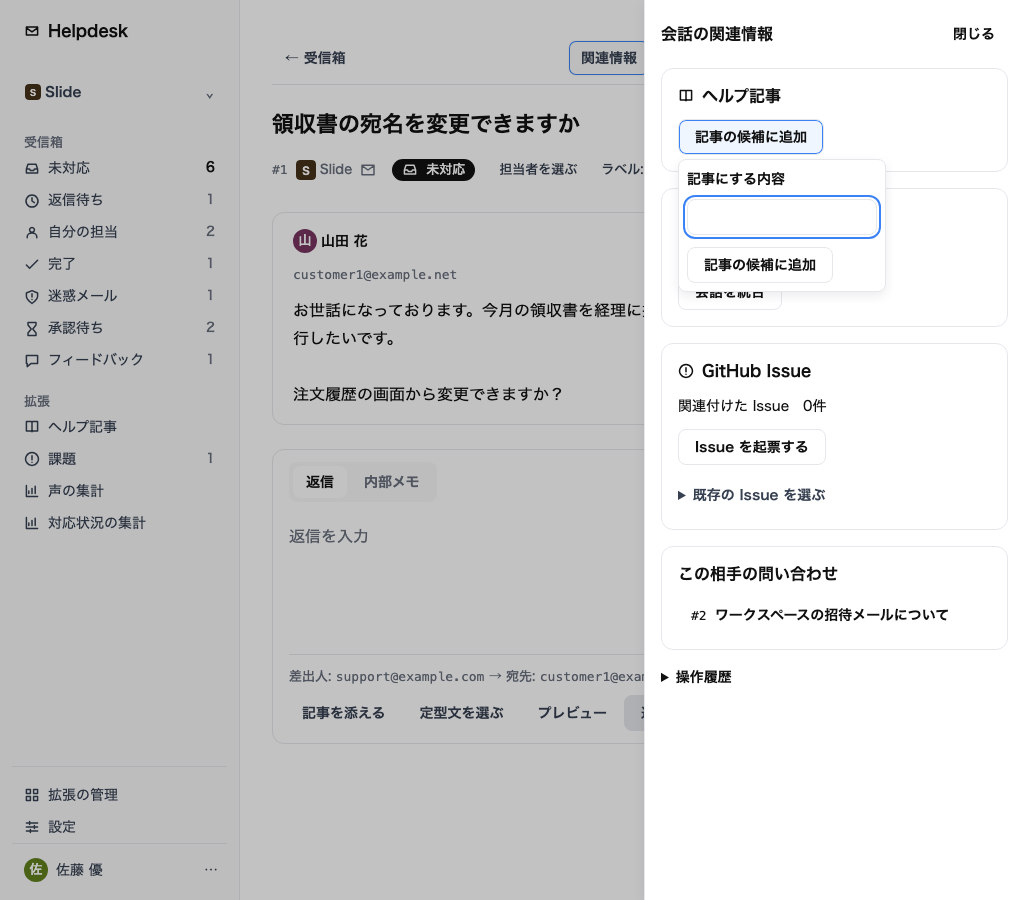 Helpdesk
S Slide
受信箱
未対応 6
返信待ち 1
自分の担当 2
完了 1
迷惑メール 1
承認待ち 2
フィードバック 1
拡張
ヘルプ記事
課題 1
声の集計
対応状況の集計
拡張の管理
設定
佐 佐藤 優 …
← 受信箱
関連情報
領収書の宛名を変更できますか
#1 S Slide 未対応 担当者を選ぶ ラベル:
山 山田 花
customer1@example.net
お世話になっております。今月の領収書を経理に
行したいです。
注文履歴の画面から変更できますか？
返信 内部メモ
返信を入力
差出人: support@example.com → 宛先: customer1@exa
記事を添える 定型文を選ぶ プレビュー
会話の関連情報 閉じる
ヘルプ記事
記事の候補に追加
記事にする内容
記事の候補に追加
会話を統合
GitHub Issue
関連付けた Issue 0件
Issue を起票する
▶ 既存の Issue を選ぶ
この相手の問い合わせ
#2 ワークスペースの招待メールについて
▶ 操作履歴